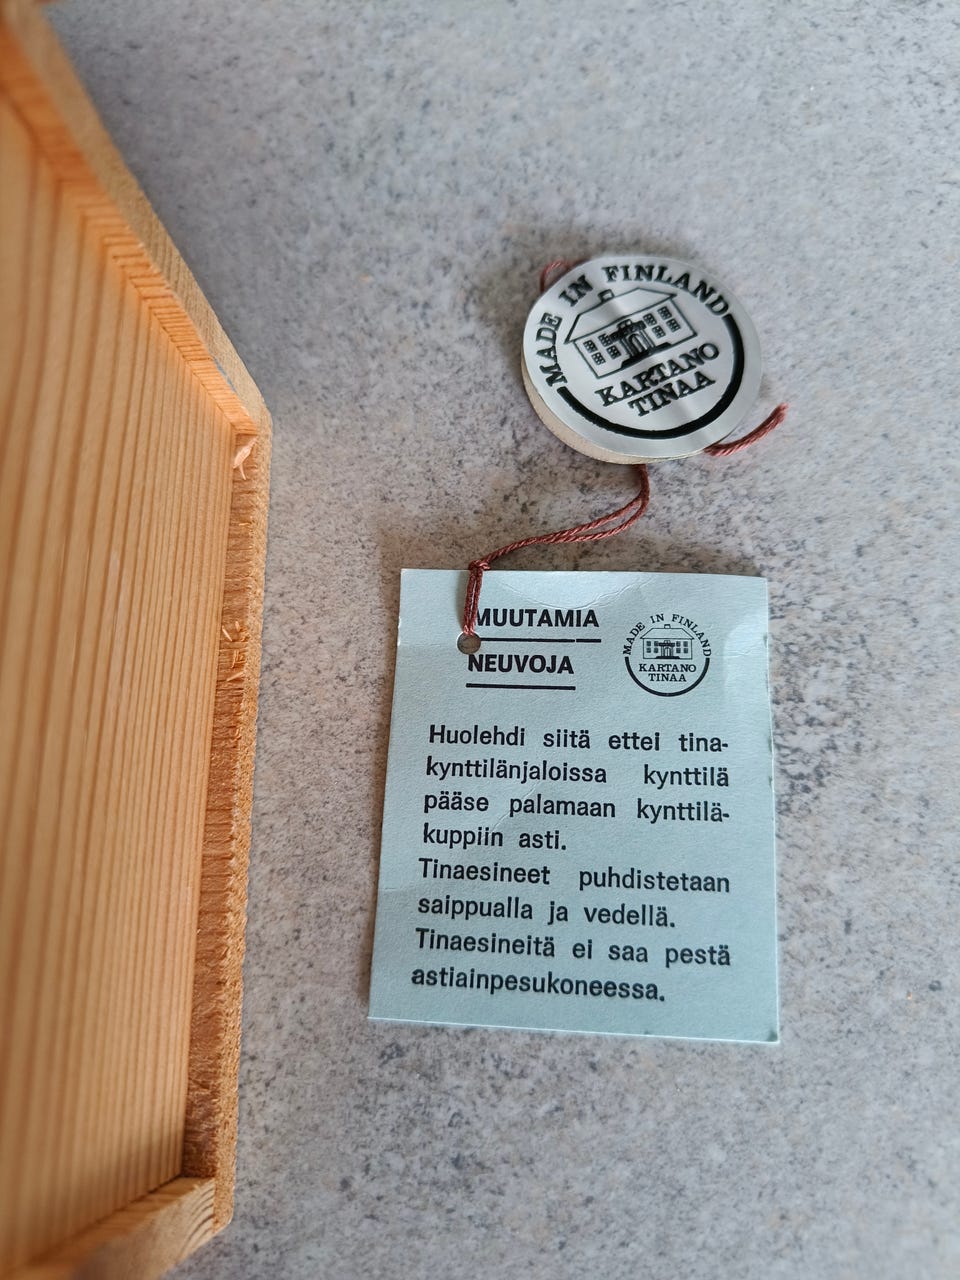 MADE IN FINLAND
KARTANO
TINAA
MUUTAMIA
NEUVOJA
MADE IN FINLAND
KARTANO
TINAA
Huolehdi siitä ettei tina-
kynttilänjaloissa kynttilä
pääse palamaan kynttilä-
kuppiin asti.
Tinaesineet puhdistetaan
saippualla ja vedellä.
Tinaesineitä ei saa pestä
astiainpesukoneessa.